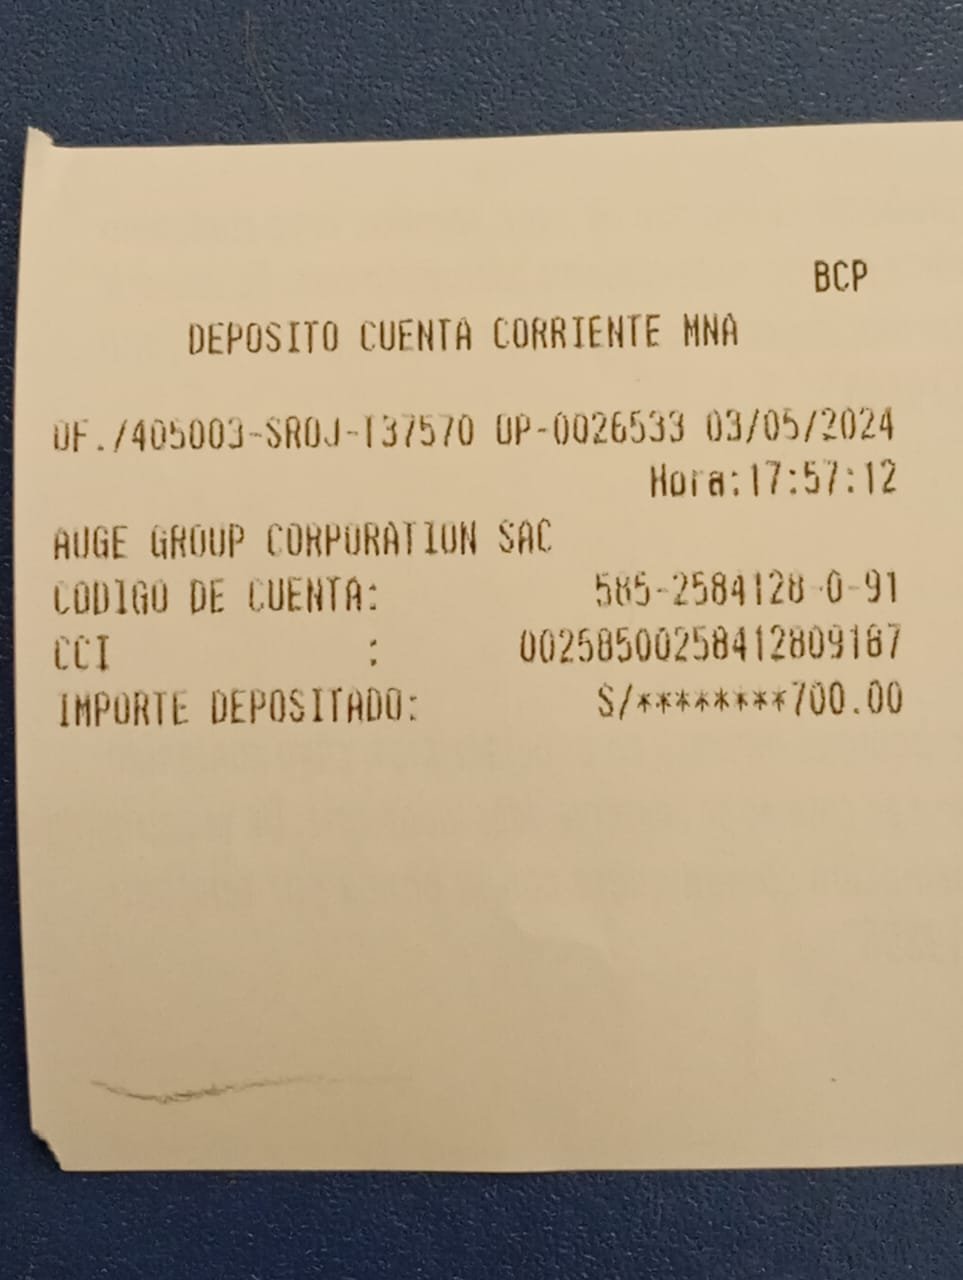 BCP
DEPOSITO CUENTA CORRIENTE MNA
OF./405003-SROJ-T37570 OP-0026533 03/05/2024
Hora:17:57:12
AUGE GROUP CORPORATION SAC
CODIGO DE CUENTA: 585-2584128-0-91
CCI : 00258500258412809187
IMPORTE DEPOSITADO: S/********700.00